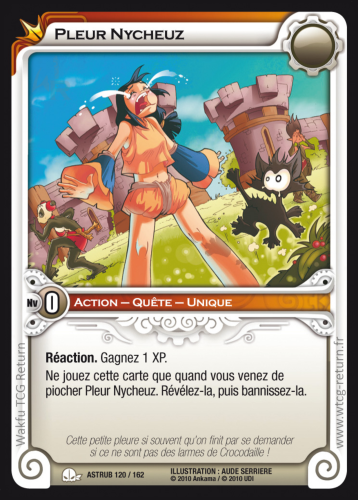 Pleur Nycheuz
Nv 0
Action – Quête – Unique
Réaction. Gagnez 1 XP.
Ne jouez cette carte que quand vous venez de
piocher Pleur Nycheuz. Révélez-la, puis bannissez-la.
Cette petite pleure si souvent qu'on finit par se demander
si ce ne sont pas des larmes de Crocodaille !
ASTRUB 120 / 162
ILLUSTRATION : AUDE SERRIERE
© 2010 Ankama / © 2010 UDI
Wakfu TCG Return
www.wtcg-return.fr